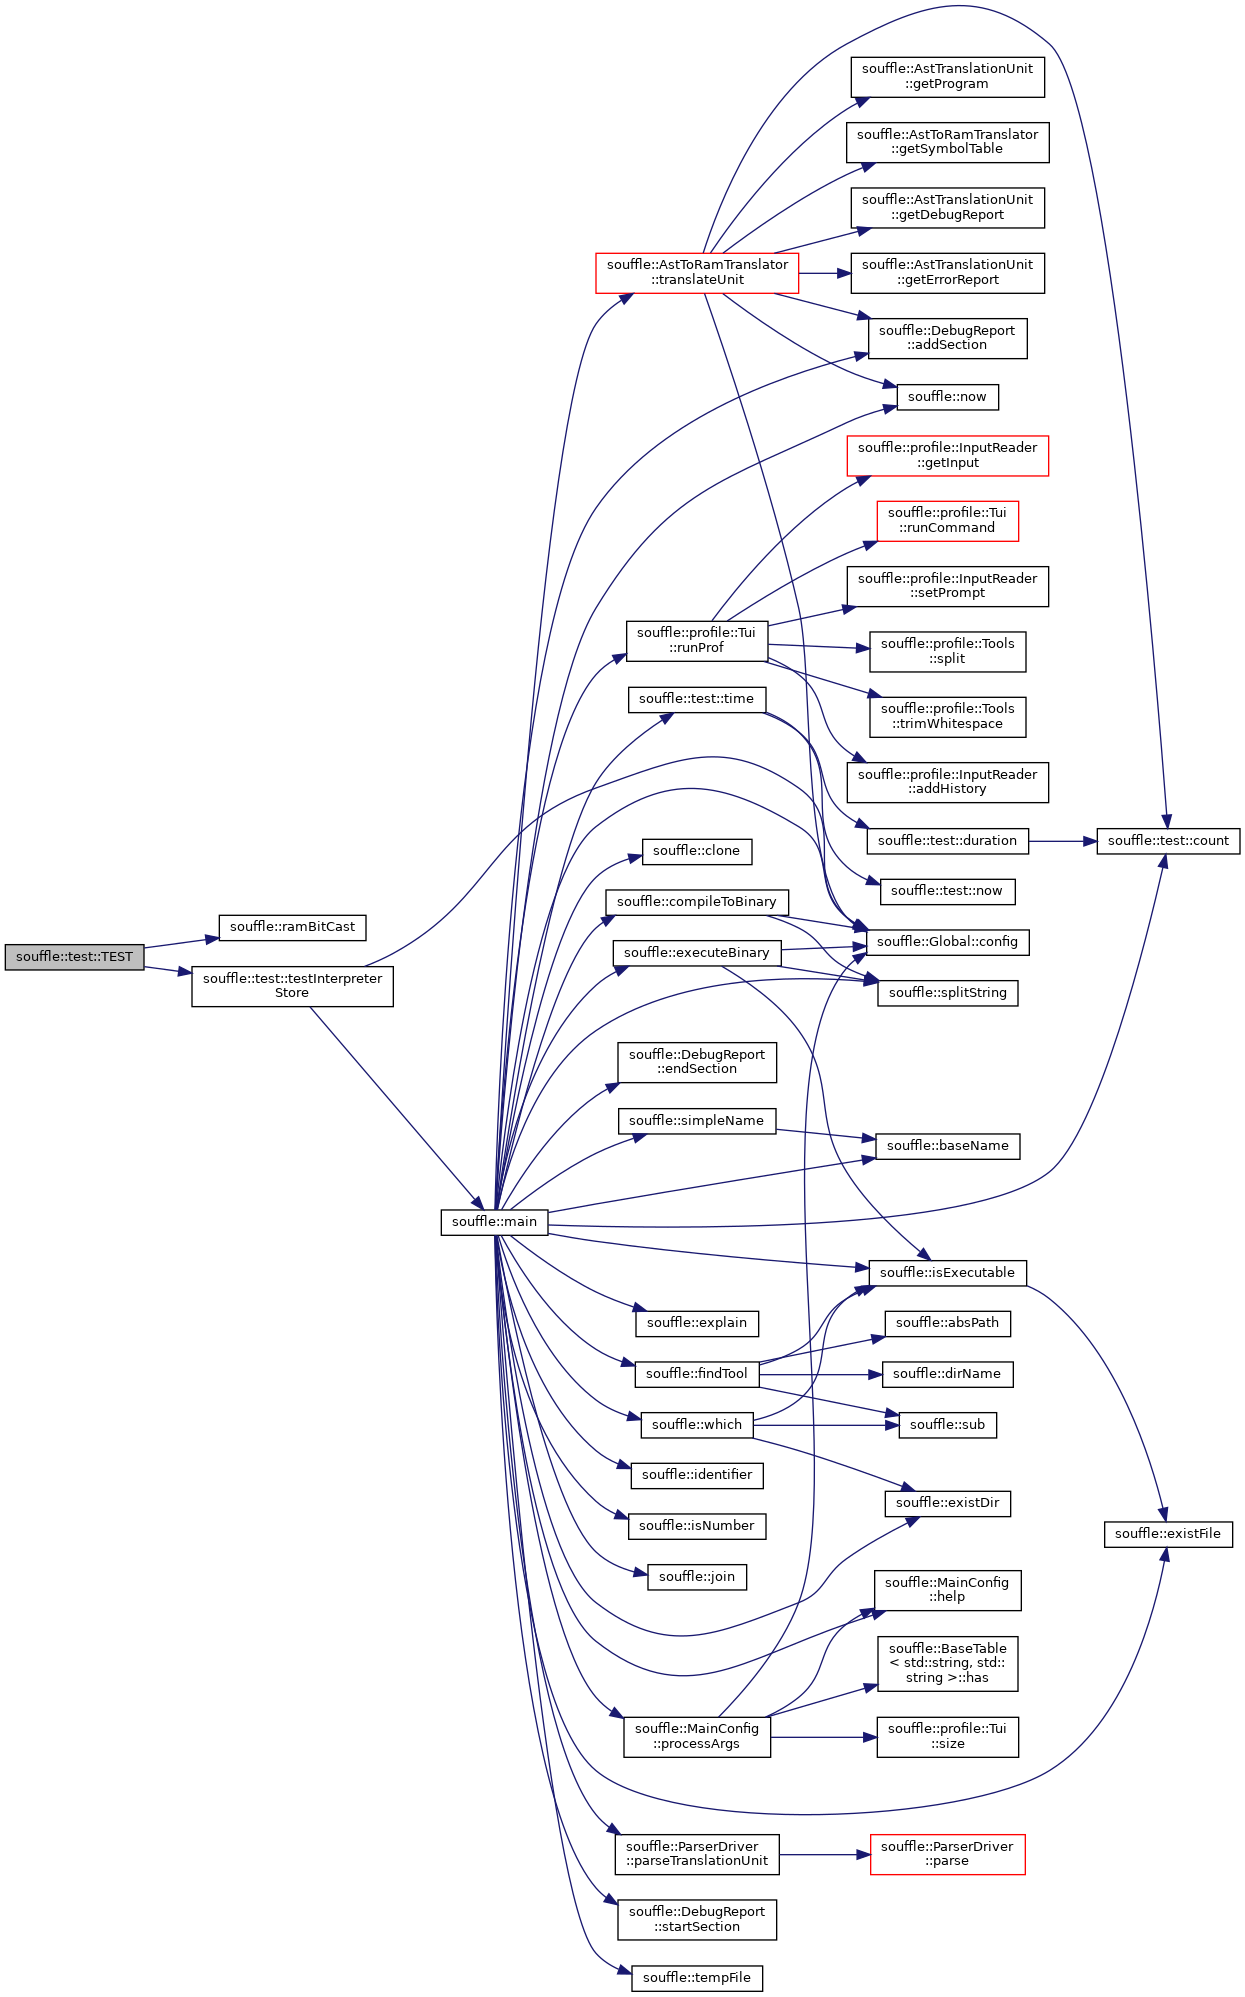 souffle::AstTranslationUnit
::getProgram
souffle::AstToRamTranslator
::getSymbolTable
souffle::AstTranslationUnit
::getDebugReport
souffle::AstToRamTranslator
::translateUnit
souffle::AstTranslationUnit
::getErrorReport
souffle::DebugReport
::addSection
souffle::now
souffle::profile::InputReader
::getInput
souffle::profile::Tui
::runCommand
souffle::profile::InputReader
::setPrompt
souffle::profile::Tui
::runProf
souffle::profile::Tools
::split
souffle::test::time
souffle::profile::Tools
::trimWhitespace
souffle::profile::InputReader
::addHistory
souffle::test::duration
souffle::test::count
souffle::clone
souffle::test::now
souffle::compileToBinary
souffle::ramBitCast
souffle::Global::config
souffle::executeBinary
souffle::test::TEST
souffle::test::testInterpreter
Store
souffle::splitString
souffle::DebugReport
::endSection
souffle::simpleName
souffle::baseName
souffle::main
souffle::isExecutable
souffle::explain
souffle::absPath
souffle::findTool
souffle::dirName
souffle::which
souffle::sub
souffle::identifier
souffle::existDir
souffle::isNumber
souffle::existFile
souffle::join
souffle::MainConfig
::help
souffle::BaseTable
< std::string, std::
string >::has
souffle::MainConfig
::processArgs
souffle::profile::Tui
::size
souffle::ParserDriver
::parseTranslationUnit
souffle::ParserDriver
::parse
souffle::DebugReport
::startSection
souffle::tempFile